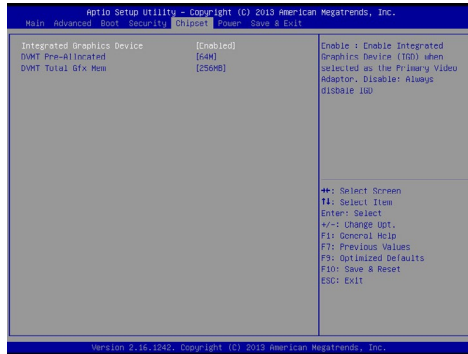 Aptio Setup Utility – Copyright (C) 2013 American Megatrends, Inc.
Main Advanced Boot Security Chipset Power Save & Exit
Integrated Graphics Device [Enabled]
DVMT Pre-Allocated [64M]
DVMT Total Gfx Mem [256MB]
Enable : Enable Integrated
Graphics Device (IGD) when
selected as the Primary Video
Adaptor. Disable: Always
disbale IGD
→←: Select Screen
↑↓: Select Item
Enter: Select
+/-: Change Opt.
F1: General Help
F7: Previous Values
F9: Optimized Defaults
F10: Save & Reset
ESC: Exit
Version 2.16.1242. Copyright (C) 2013 American Megatrends, Inc.